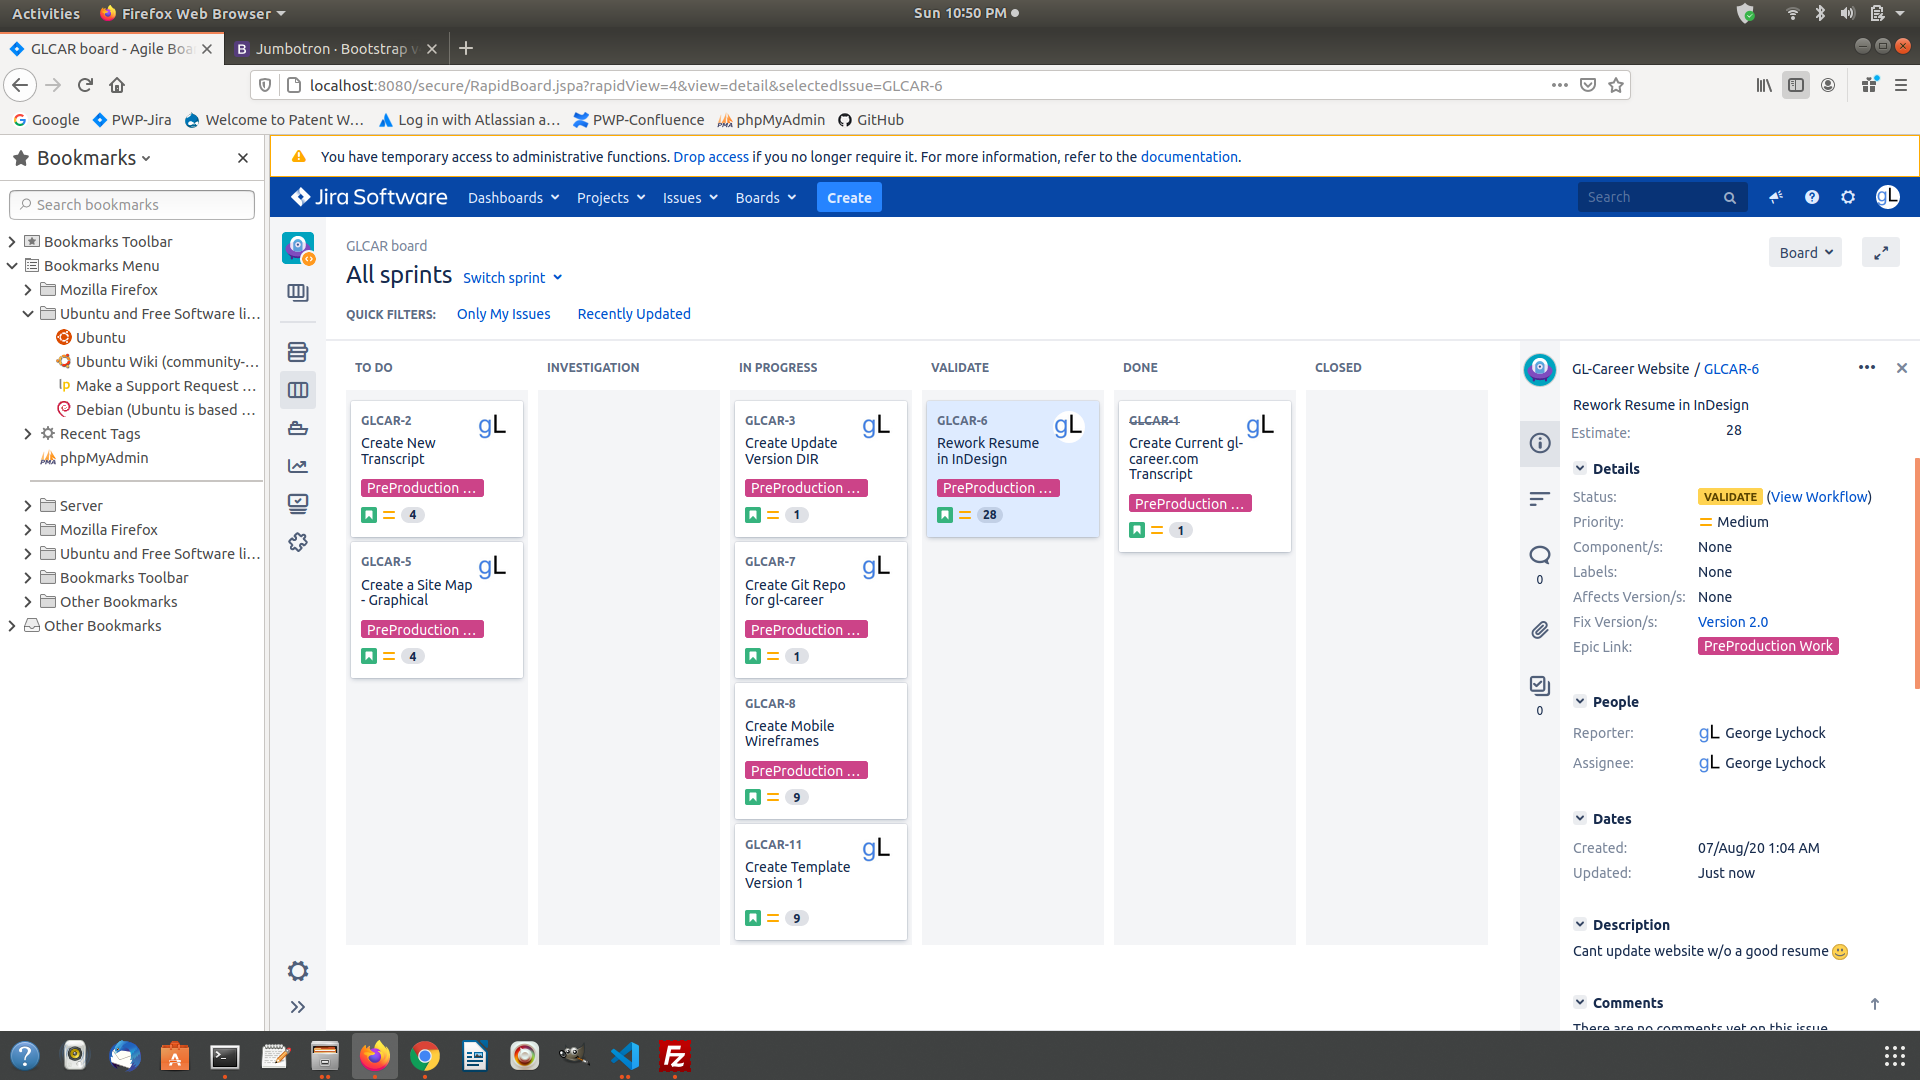 Activities
Firefox Web Browser
Sun 10:50 PM
GLCAR board - Agile Boa
Jumbotron · Bootstrap v
localhost:8080/secure/RapidBoard.jspa?rapidView=4&view=detail&selectedIssue=GLCAR-6
Google
PWP-Jira
Welcome to Patent W…
Log in with Atlassian a…
PWP-Confluence
phpMyAdmin
GitHub
Bookmarks
Search bookmarks
Bookmarks Toolbar
Bookmarks Menu
Mozilla Firefox
Ubuntu and Free Software li…
Ubuntu
Ubuntu Wiki (community-…
Make a Support Request …
Debian (Ubuntu is based …
Recent Tags
phpMyAdmin
Server
Mozilla Firefox
Ubuntu and Free Software li…
Bookmarks Toolbar
Other Bookmarks
Other Bookmarks
You have temporary access to administrative functions. Drop access if you no longer require it. For more information, refer to the documentation.
Jira Software
Dashboards
Projects
Issues
Boards
Create
Search
gL
GLCAR board
All sprints
Switch sprint
Board
QUICK FILTERS:
Only My Issues
Recently Updated
TO DO
INVESTIGATION
IN PROGRESS
VALIDATE
DONE
CLOSED
GLCAR-2
gL
Create New
Transcript
PreProduction …
4
GLCAR-5
gL
Create a Site Map
- Graphical
PreProduction …
4
GLCAR-3
gL
Create Update
Version DIR
PreProduction …
1
GLCAR-7
gL
Create Git Repo
for gl-career
PreProduction …
1
GLCAR-8
Create Mobile
Wireframes
PreProduction …
9
GLCAR-11
gL
Create Template
Version 1
9
GLCAR-6
gL
Rework Resume
in InDesign
PreProduction …
28
GLCAR-1
gL
Create Current gl-
career.com
Transcript
PreProduction …
1
GL-Career Website / GLCAR-6
Rework Resume in InDesign
Estimate: 28
Details
Status: VALIDATE (View Workflow)
Priority: Medium
Component/s: None
Labels: None
Affects Version/s: None
Fix Version/s: Version 2.0
Epic Link: PreProduction Work
People
Reporter: gL George Lychock
Assignee: gL George Lychock
Dates
Created: 07/Aug/20 1:04 AM
Updated: Just now
Description
Cant update website w/o a good resume
Comments
There are no comments yet on this issue
0
0